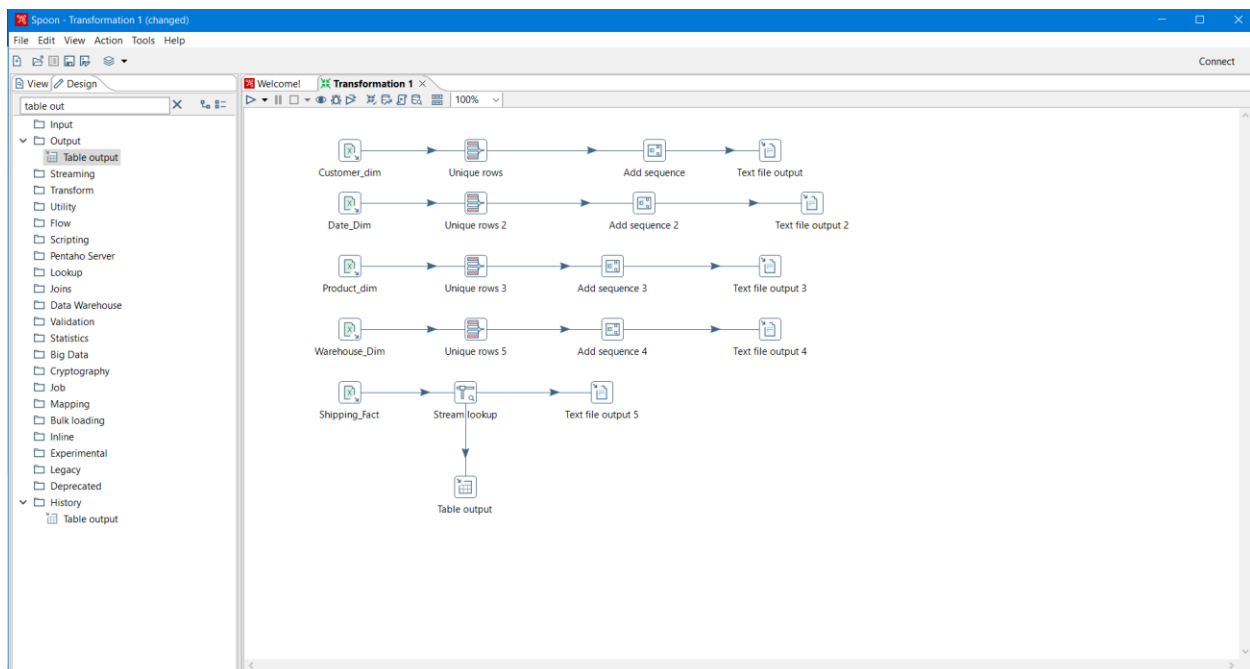 Spoon - Transformation 1 (changed)
File Edit View Action Tools Help
Connect
View Design
Welcome! Transformation 1
table out
100%
Input
Output
Table output
Streaming
Transform
Utility
Flow
Scripting
Pentaho Server
Lookup
Joins
Data Warehouse
Validation
Statistics
Big Data
Cryptography
Job
Mapping
Bulk loading
Inline
Experimental
Legacy
Deprecated
History
Table output
Customer_dim Unique rows Add sequence Text file output
Date_Dim Unique rows 2 Add sequence 2 Text file output 2
Product_dim Unique rows 3 Add sequence 3 Text file output 3
Warehouse_Dim Unique rows 5 Add sequence 4 Text file output 4
Shipping_Fact Stream lookup Text file output 5
Table output